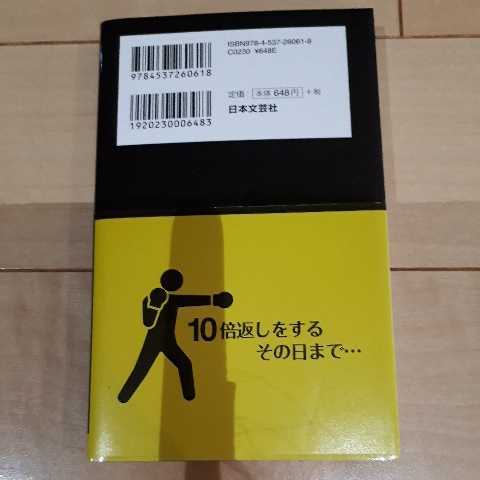 ISBN978-4-537-26061-8
C0230 ¥648E
9784537260618
定価：本体648円＋税
1920230006483
日本文芸社
10倍返しをする
その日まで…